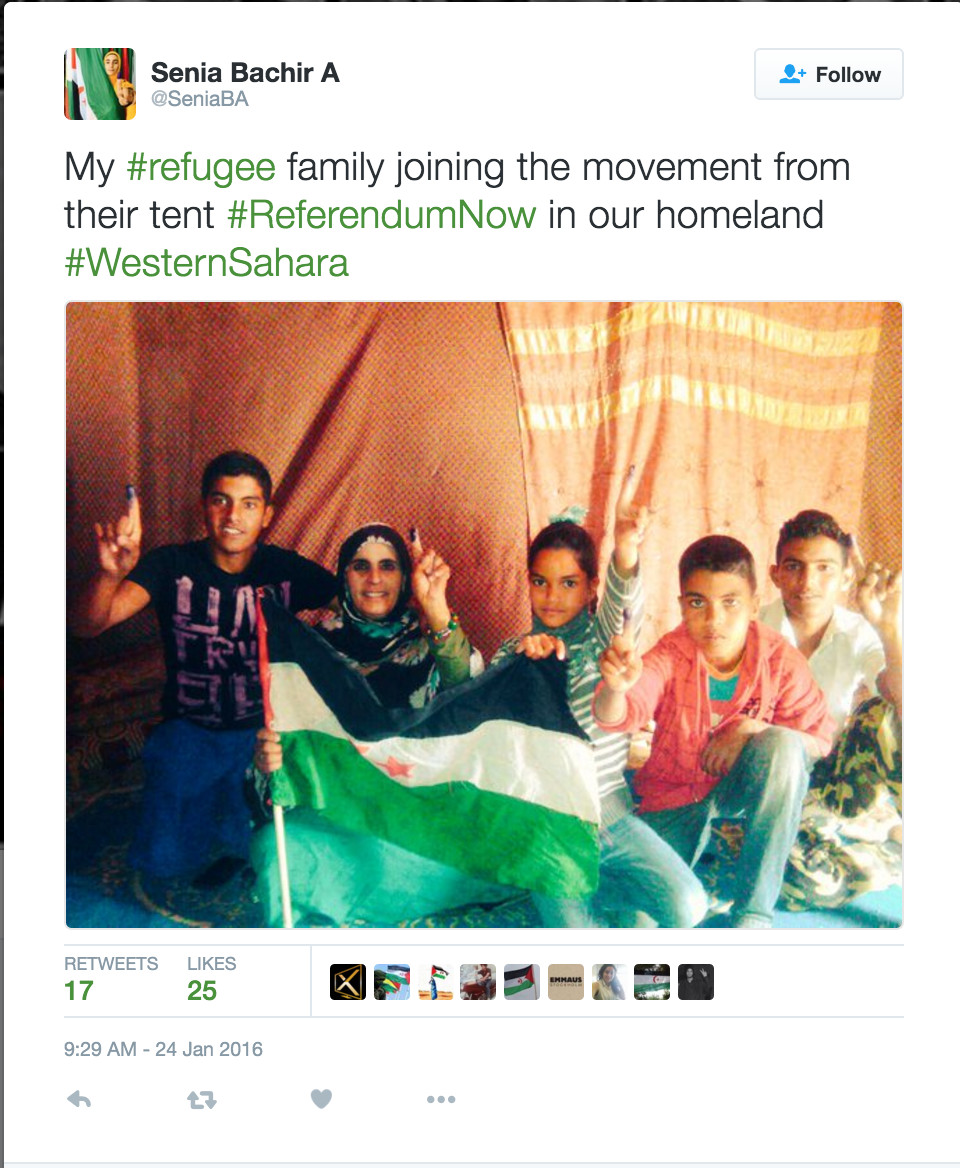 Senia Bachir A
@SeniaBA
Follow
My #refugee family joining the movement from
their tent #ReferendumNow in our homeland
#WesternSahara
RETWEETS
LIKES
17
25
EMMAUS
STOCKHOLM
9:29 AM - 24 Jan 2016